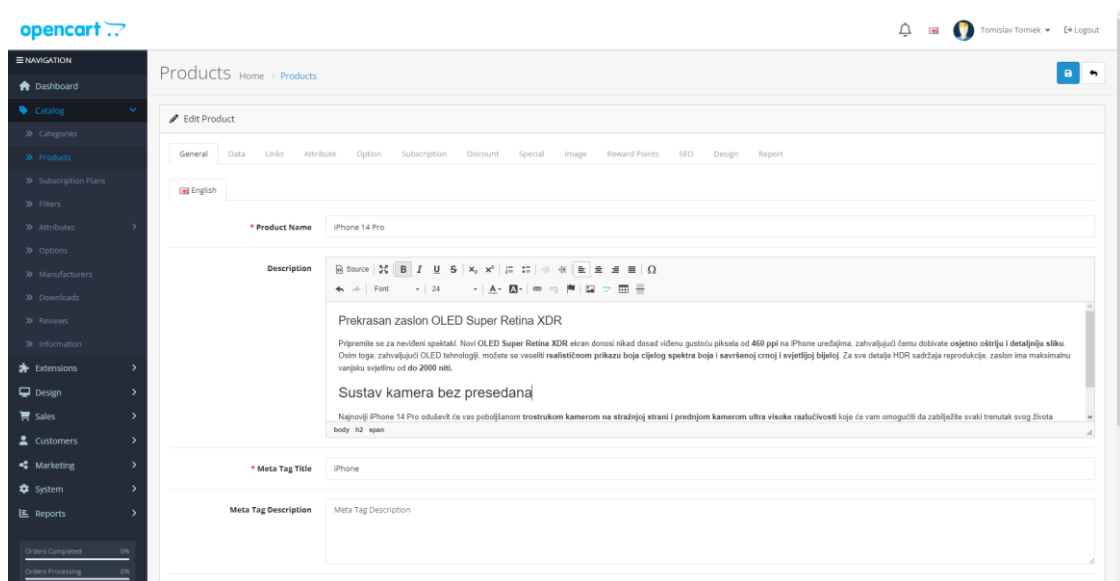 opencart
Tomislav Tomiek
Logout
NAVIGATION
Dashboard
Catalog
Categories
Products
Subscription Plans
Filters
Attributes
Options
Manufacturers
Downloads
Reviews
Information
Extensions
Design
Sales
Customers
Marketing
System
Reports
Orders Completed 0%
Orders Processing 0%
Products Home > Products
Edit Product
General Data Links Attribute Option Subscription Discount Special Image Reward Points SEO Design Report
English
* Product Name iPhone 14 Pro
Description
Source B I U S x₂ x² Ω
Font 24 A A
Prekrasan zaslon OLED Super Retina XDR
Pripremite se za neviđeni spektakl. Novi OLED Super Retina XDR ekran donosi nikad dosad viđenu gustoću piksela od 460 ppi na iPhone uređajima, zahvaljujući čemu dobivate osjetno oštriju i detaljniju sliku.
Osim toga, zahvaljujući OLED tehnologiji, možete se veseliti realističnom prikazu boja cijelog spektra boja i savršenoj crnoj i svjetlijoj bijeloj. Za sve detalje HDR sadržaja reprodukcije, zaslon ima maksimalnu
vanjsku svjetlinu od do 2000 niti.
Sustav kamera bez presedana
Najnoviji iPhone 14 Pro oduševit će vas poboljšanom trostrukom kamerom na stražnjoj strani i prednjom kamerom ultra visoke razlučivosti koje će vam omogućiti da zabilježite svaki trenutak svog života
body h2 span
* Meta Tag Title iPhone
Meta Tag Description Meta Tag Description